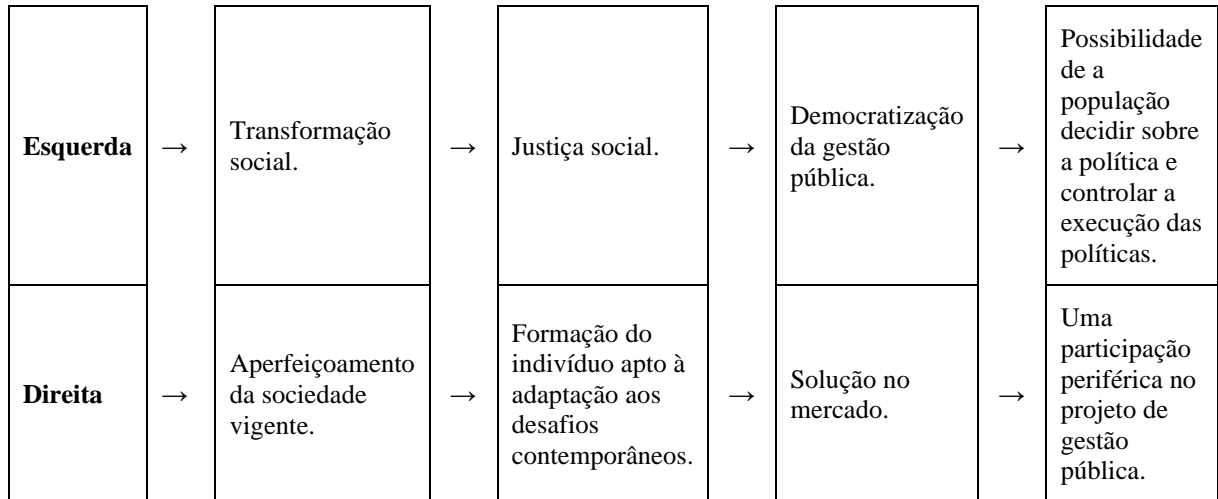 Esquerda
→
Transformação
social.
→
Justiça social.
→
Democratização
da gestão
pública.
→
Possibilidade
de a
população
decidir sobre
a política e
controlar a
execução das
políticas.
Direita
→
Aperfeiçoamento
da sociedade
vigente.
→
Formação do
indivíduo apto à
adaptação aos
desafios
contemporâneos.
→
Solução no
mercado.
→
Uma
participação
periférica no
projeto de
gestão
pública.